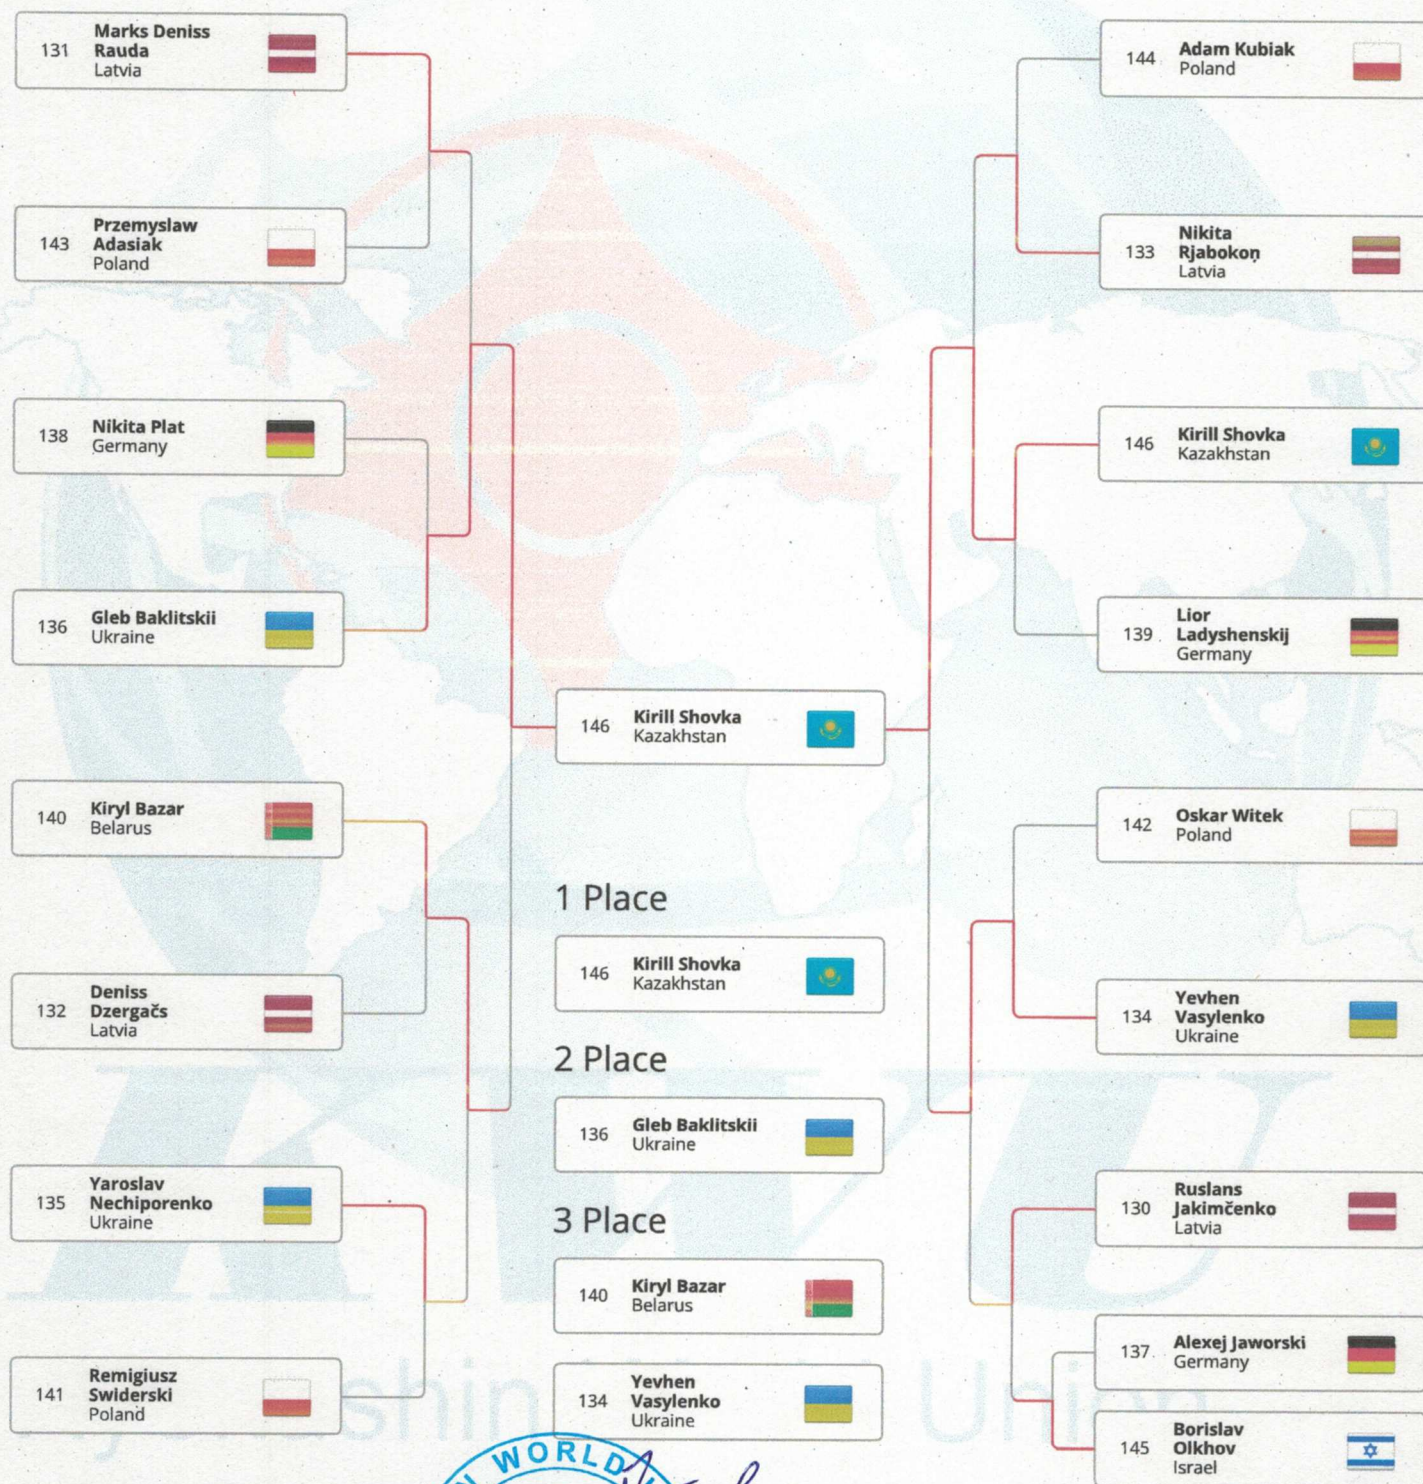 131
Marks Deniss
Rauda
Latvia
143
Przemyslaw
Adasiak
Poland
138
Nikita Plat
Germany
136
Gleb Baklitskii
Ukraine
140
Kiryl Bazar
Belarus
132
Deniss
Dzergačs
Latvia
135
Yaroslav
Nechiporenko
Ukraine
141
Remigiusz
Swiderski
Poland
146
Kirill Shovka
Kazakhstan
1 Place
146
Kirill Shovka
Kazakhstan
2 Place
136
Gleb Baklitskii
Ukraine
3 Place
140
Kiryl Bazar
Belarus
134
Yevhen
Vasylenko
Ukraine
144
Adam Kubiak
Poland
133
Nikita
Rjabokoņ
Latvia
146
Kirill Shovka
Kazakhstan
139
Lior
Ladyshenskij
Germany
142
Oskar Witek
Poland
134
Yevhen
Vasylenko
Ukraine
130
Ruslans
Jakimčenko
Latvia
137
Alexej Jaworski
Germany
145
Borislav
Olkhov
Israel
KWU
Union
WORLD